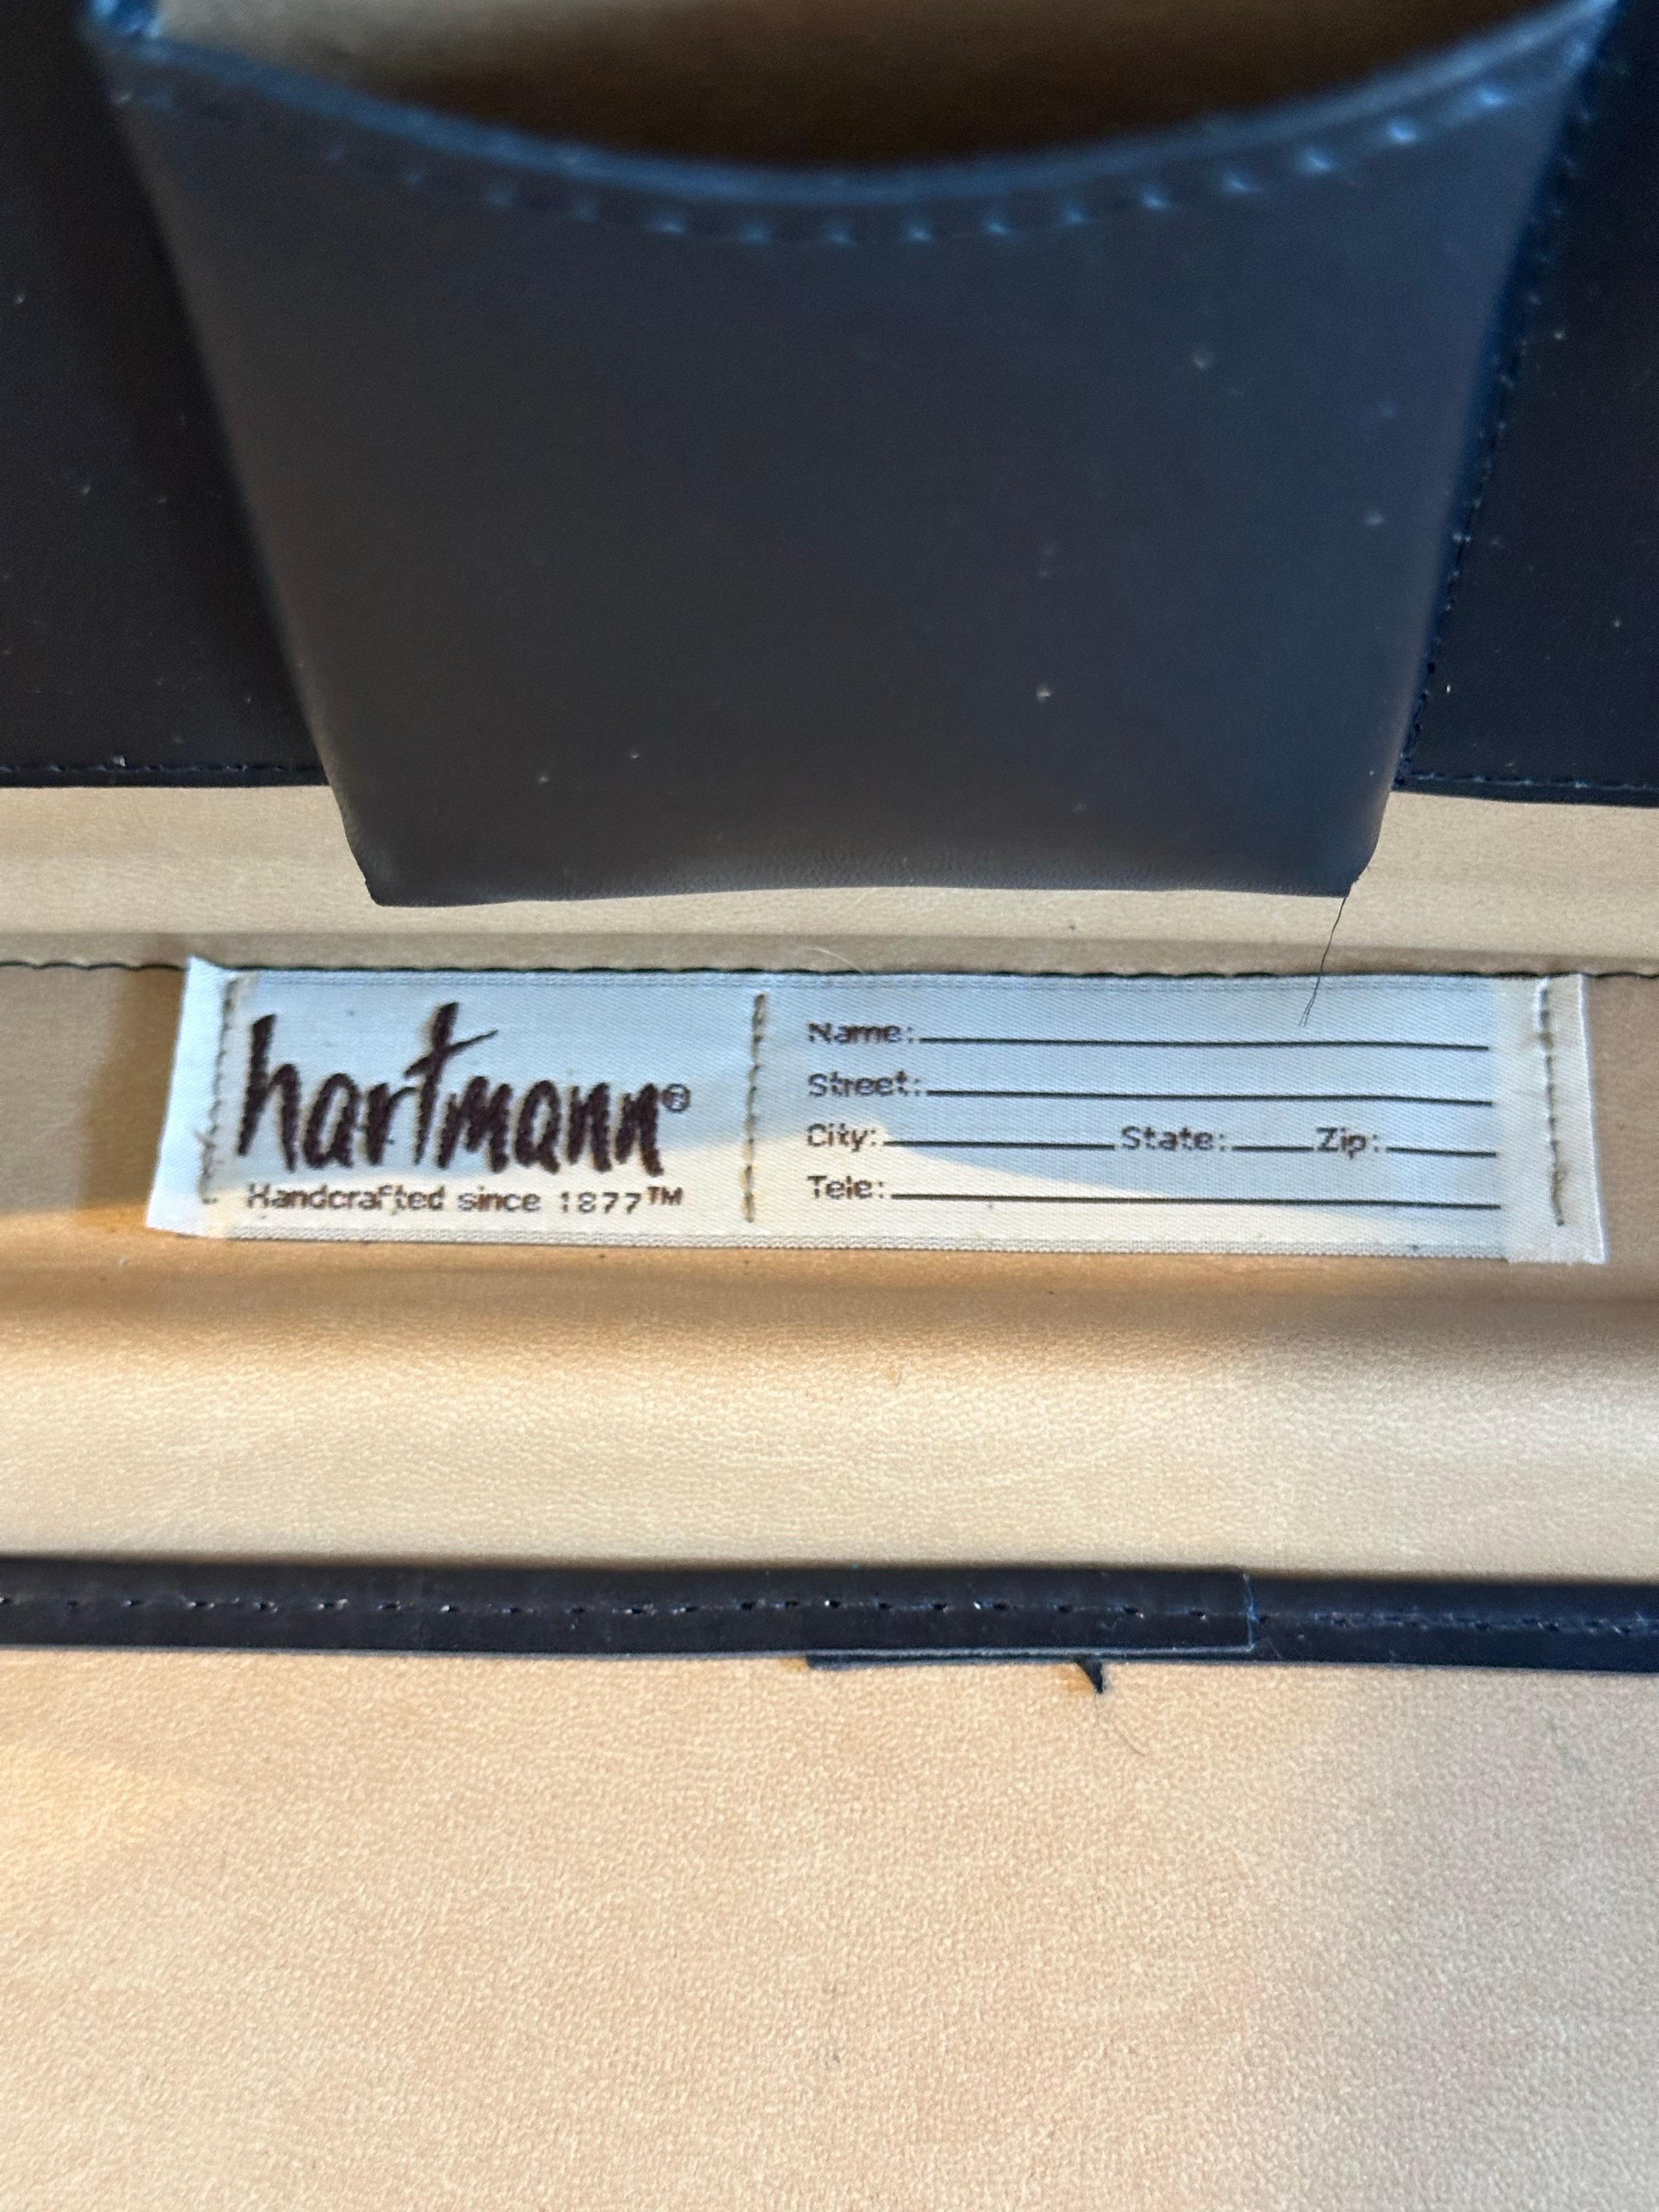 hartmann®
Handcrafted since 1877™
Name:
Street:
City: State: Zip:
Tele: